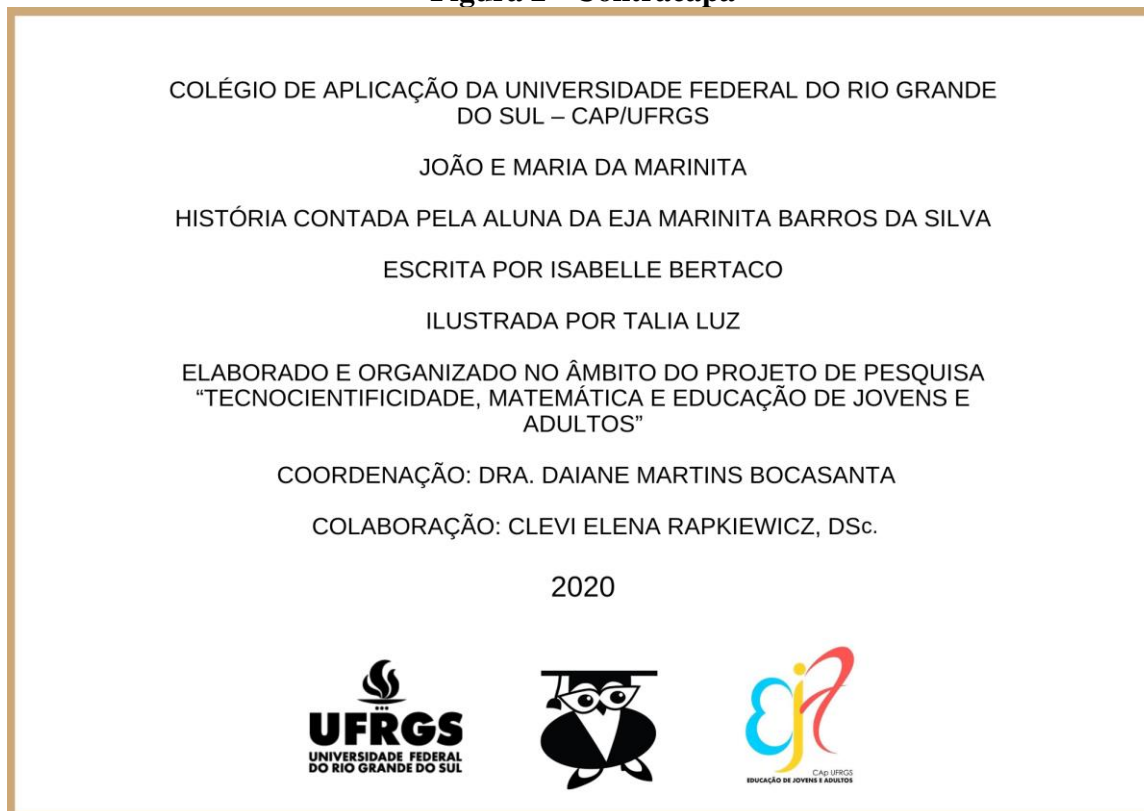 COLÉGIO DE APLICAÇÃO DA UNIVERSIDADE FEDERAL DO RIO GRANDE
DO SUL – CAP/UFRGS
JOÃO E MARIA DA MARINITA
HISTÓRIA CONTADA PELA ALUNA DA EJA MARINITA BARROS DA SILVA
ESCRITA POR ISABELLE BERTACO
ILUSTRADA POR TALIA LUZ
ELABORADO E ORGANIZADO NO ÂMBITO DO PROJETO DE PESQUISA
“TECNOCIENTIFICIDADE, MATEMÁTICA E EDUCAÇÃO DE JOVENS E
ADULTOS”
COORDENAÇÃO: DRA. DAIANE MARTINS BOCASANTA
COLABORAÇÃO: CLEVI ELENA RAPKIEWICZ, DSc.
2020
UFRGS
UNIVERSIDADE FEDERAL
DO RIO GRANDE DO SUL
eja
CAp UFRGS
EDUCAÇÃO DE JOVENS E ADULTOS